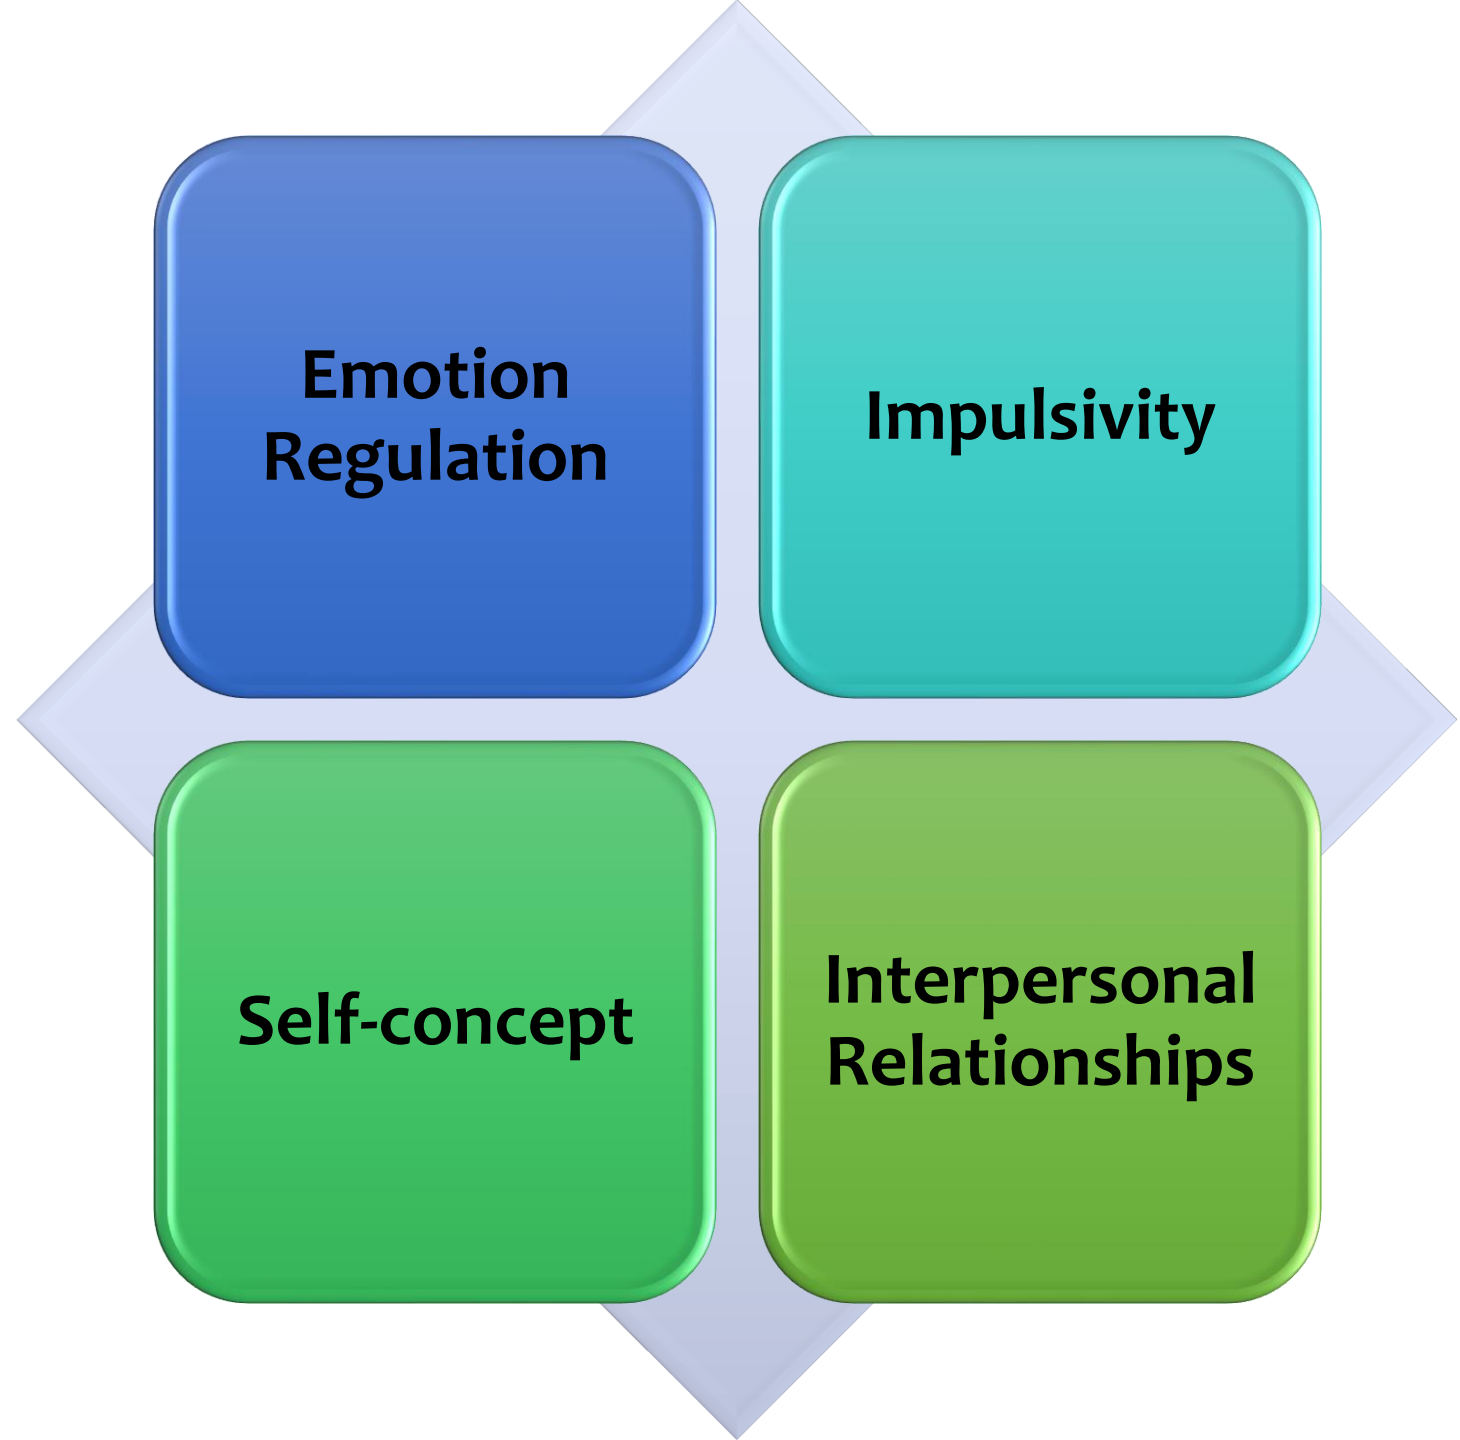 Emotion
Regulation
Impulsivity
Self-concept
Interpersonal
Relationships